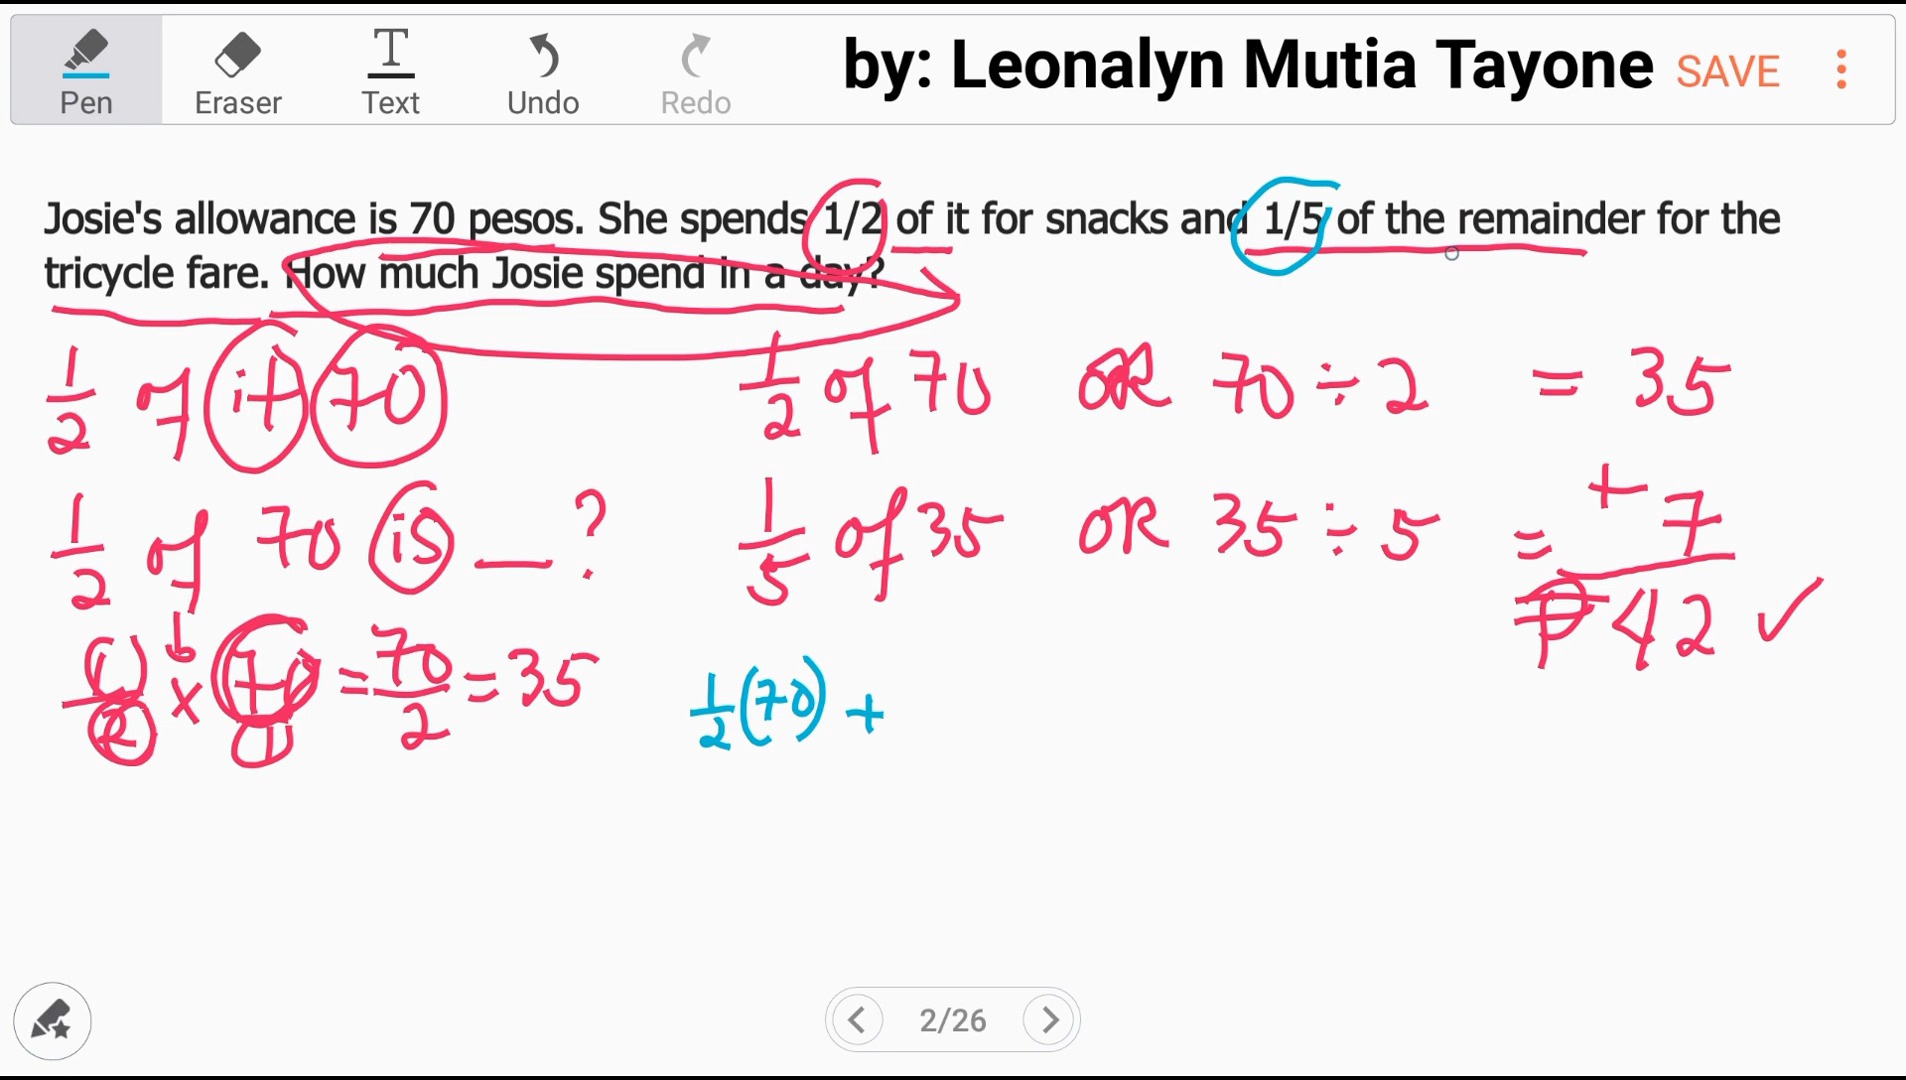 Pen Eraser Text Undo Redo by: Leonalyn Mutia Tayone SAVE
Josie's allowance is 70 pesos. She spends 1/2 of it for snacks and 1/5 of the remainder for the
tricycle fare. How much Josie spend in a day?
1/2 of it 70
1/2 of 70 OR 70 ÷ 2 = 35
1/2 of 70 is __ ?
1/5 of 35 OR 35 ÷ 5 = + 7
₱42 ✓
1/2 × 70/1 = 70/2 = 35
1/2 (70) +
2/26